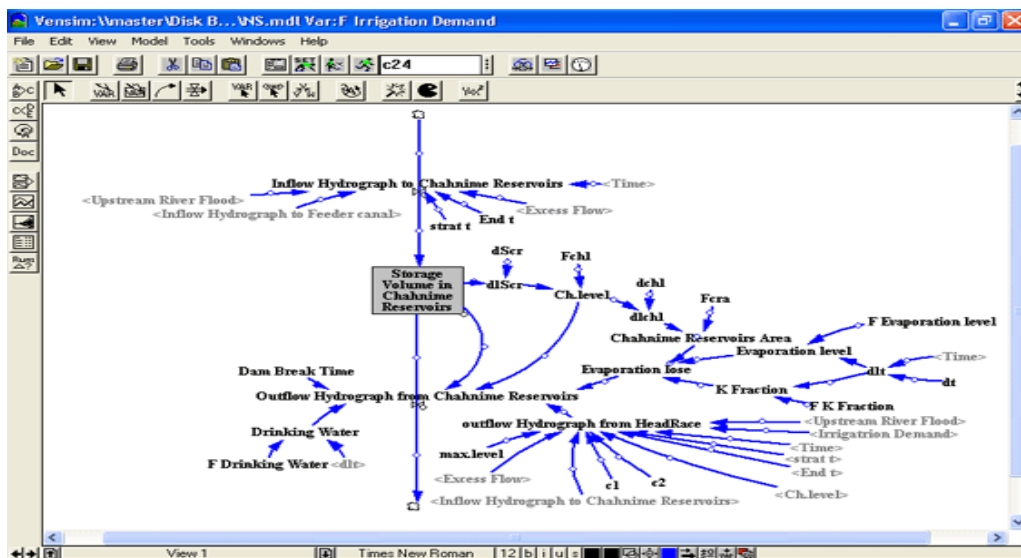 Vensim:\\master\Disk B...\NS.mdl Var:F Irrigation Demand
File Edit View Model Tools Windows Help
c24
VAR
Doc
Inflow Hydrograph to Chahnime Reservoirs
<Time>
<Upstream River Flood>
<Inflow Hydrograph to Feeder canal>
strat t
End t
<Excess Flow>
Storage
Volume in
Chahnime
Reservoirs
dScr
dlScr
Fchl
Ch.level
dchl
dlchl
Fcra
Chahnime Reservoirs Area
F Evaporation level
Evaporation level
<Time>
Evaporation lose
dlt
dt
K Fraction
F K Fraction
Dam Break Time
Outflow Hydrograph from Chahnime Reservoirs
Drinking Water
F Drinking Water
<dlt>
outflow Hydrograph from HeadRace
<Upstream River Flood>
<Irrigatrion Demand>
<Time>
<strat t>
<End t>
<Ch.level>
max.level
<Excess Flow>
c1
c2
<Inflow Hydrograph to Chahnime Reservoirs>
View 1
Times New Roman
12 b i u s